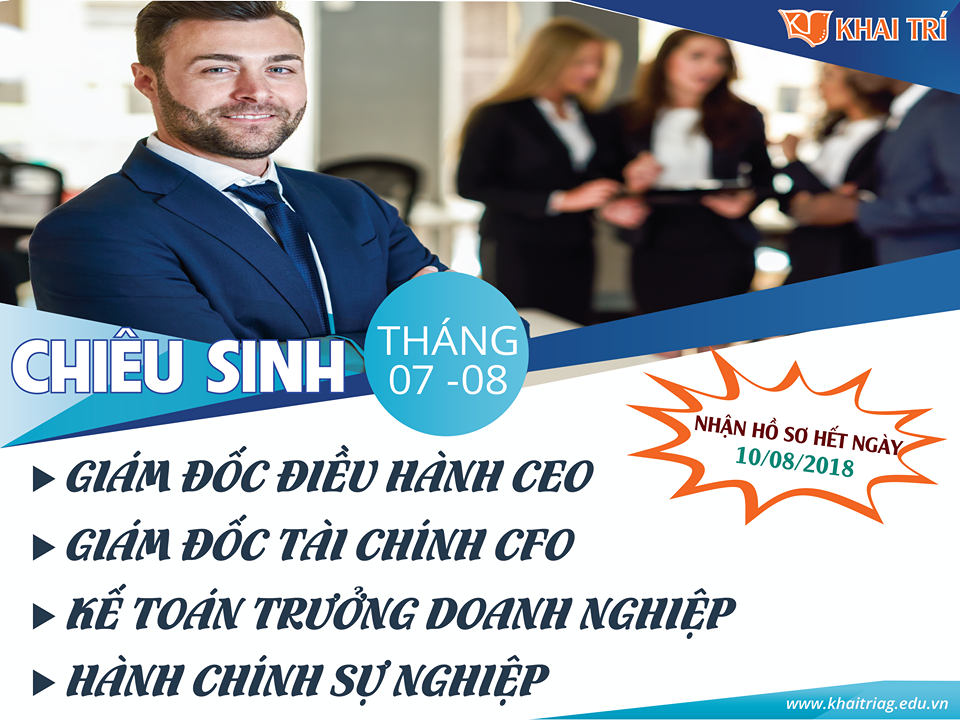 KHAI TRÍ
CHIÊU SINH
THÁNG
07 -08
NHẬN HỒ SƠ HẾT NGÀY
10/08/2018
GIÁM ĐỐC ĐIỀU HÀNH CEO
GIÁM ĐỐC TÀI CHÍNH CFO
KẾ TOÁN TRƯỞNG DOANH NGHIỆP
HÀNH CHÍNH SỰ NGHIỆP
www.khaitriag.edu.vn